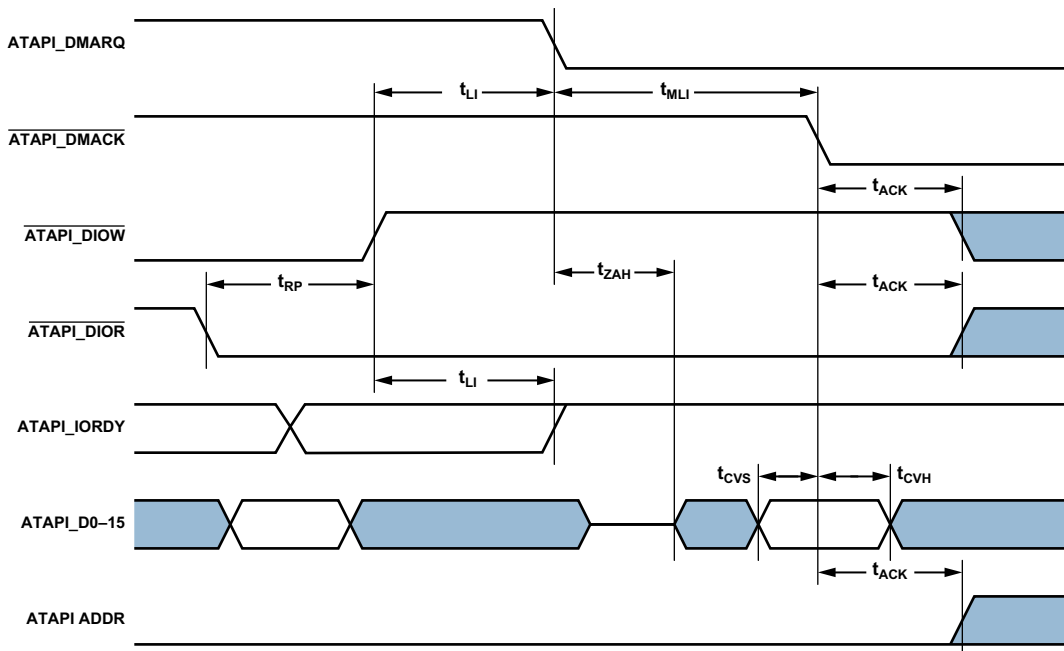 ATAPI_DMARQ
tLI
tMLI
ATAPI_DMACK
tACK
ATAPI_DIOW
tZAH
tRP
tACK
ATAPI_DIOR
tLI
ATAPI_IORDY
tCVS
tCVH
ATAPI_D0–15
tACK
ATAPI ADDR